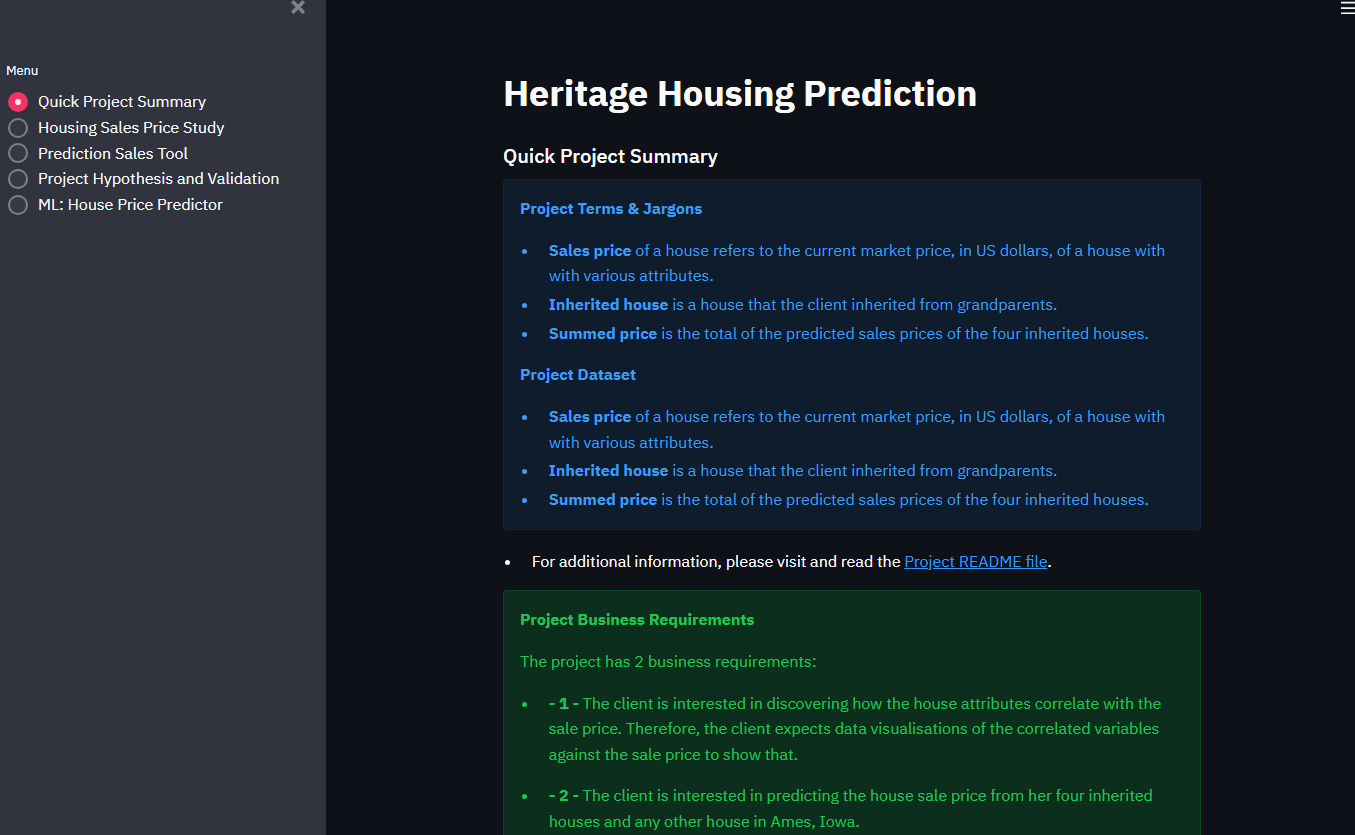 Menu
Quick Project Summary
Housing Sales Price Study
Prediction Sales Tool
Project Hypothesis and Validation
ML: House Price Predictor
Heritage Housing Prediction
Quick Project Summary
Project Terms & Jargons
• Sales price of a house refers to the current market price, in US dollars, of a house with
with various attributes.
• Inherited house is a house that the client inherited from grandparents.
• Summed price is the total of the predicted sales prices of the four inherited houses.
Project Dataset
• Sales price of a house refers to the current market price, in US dollars, of a house with
with various attributes.
• Inherited house is a house that the client inherited from grandparents.
• Summed price is the total of the predicted sales prices of the four inherited houses.
• For additional information, please visit and read the Project README file.
Project Business Requirements
The project has 2 business requirements:
• - 1 - The client is interested in discovering how the house attributes correlate with the
sale price. Therefore, the client expects data visualisations of the correlated variables
against the sale price to show that.
• - 2 - The client is interested in predicting the house sale price from her four inherited
houses and any other house in Ames, Iowa.